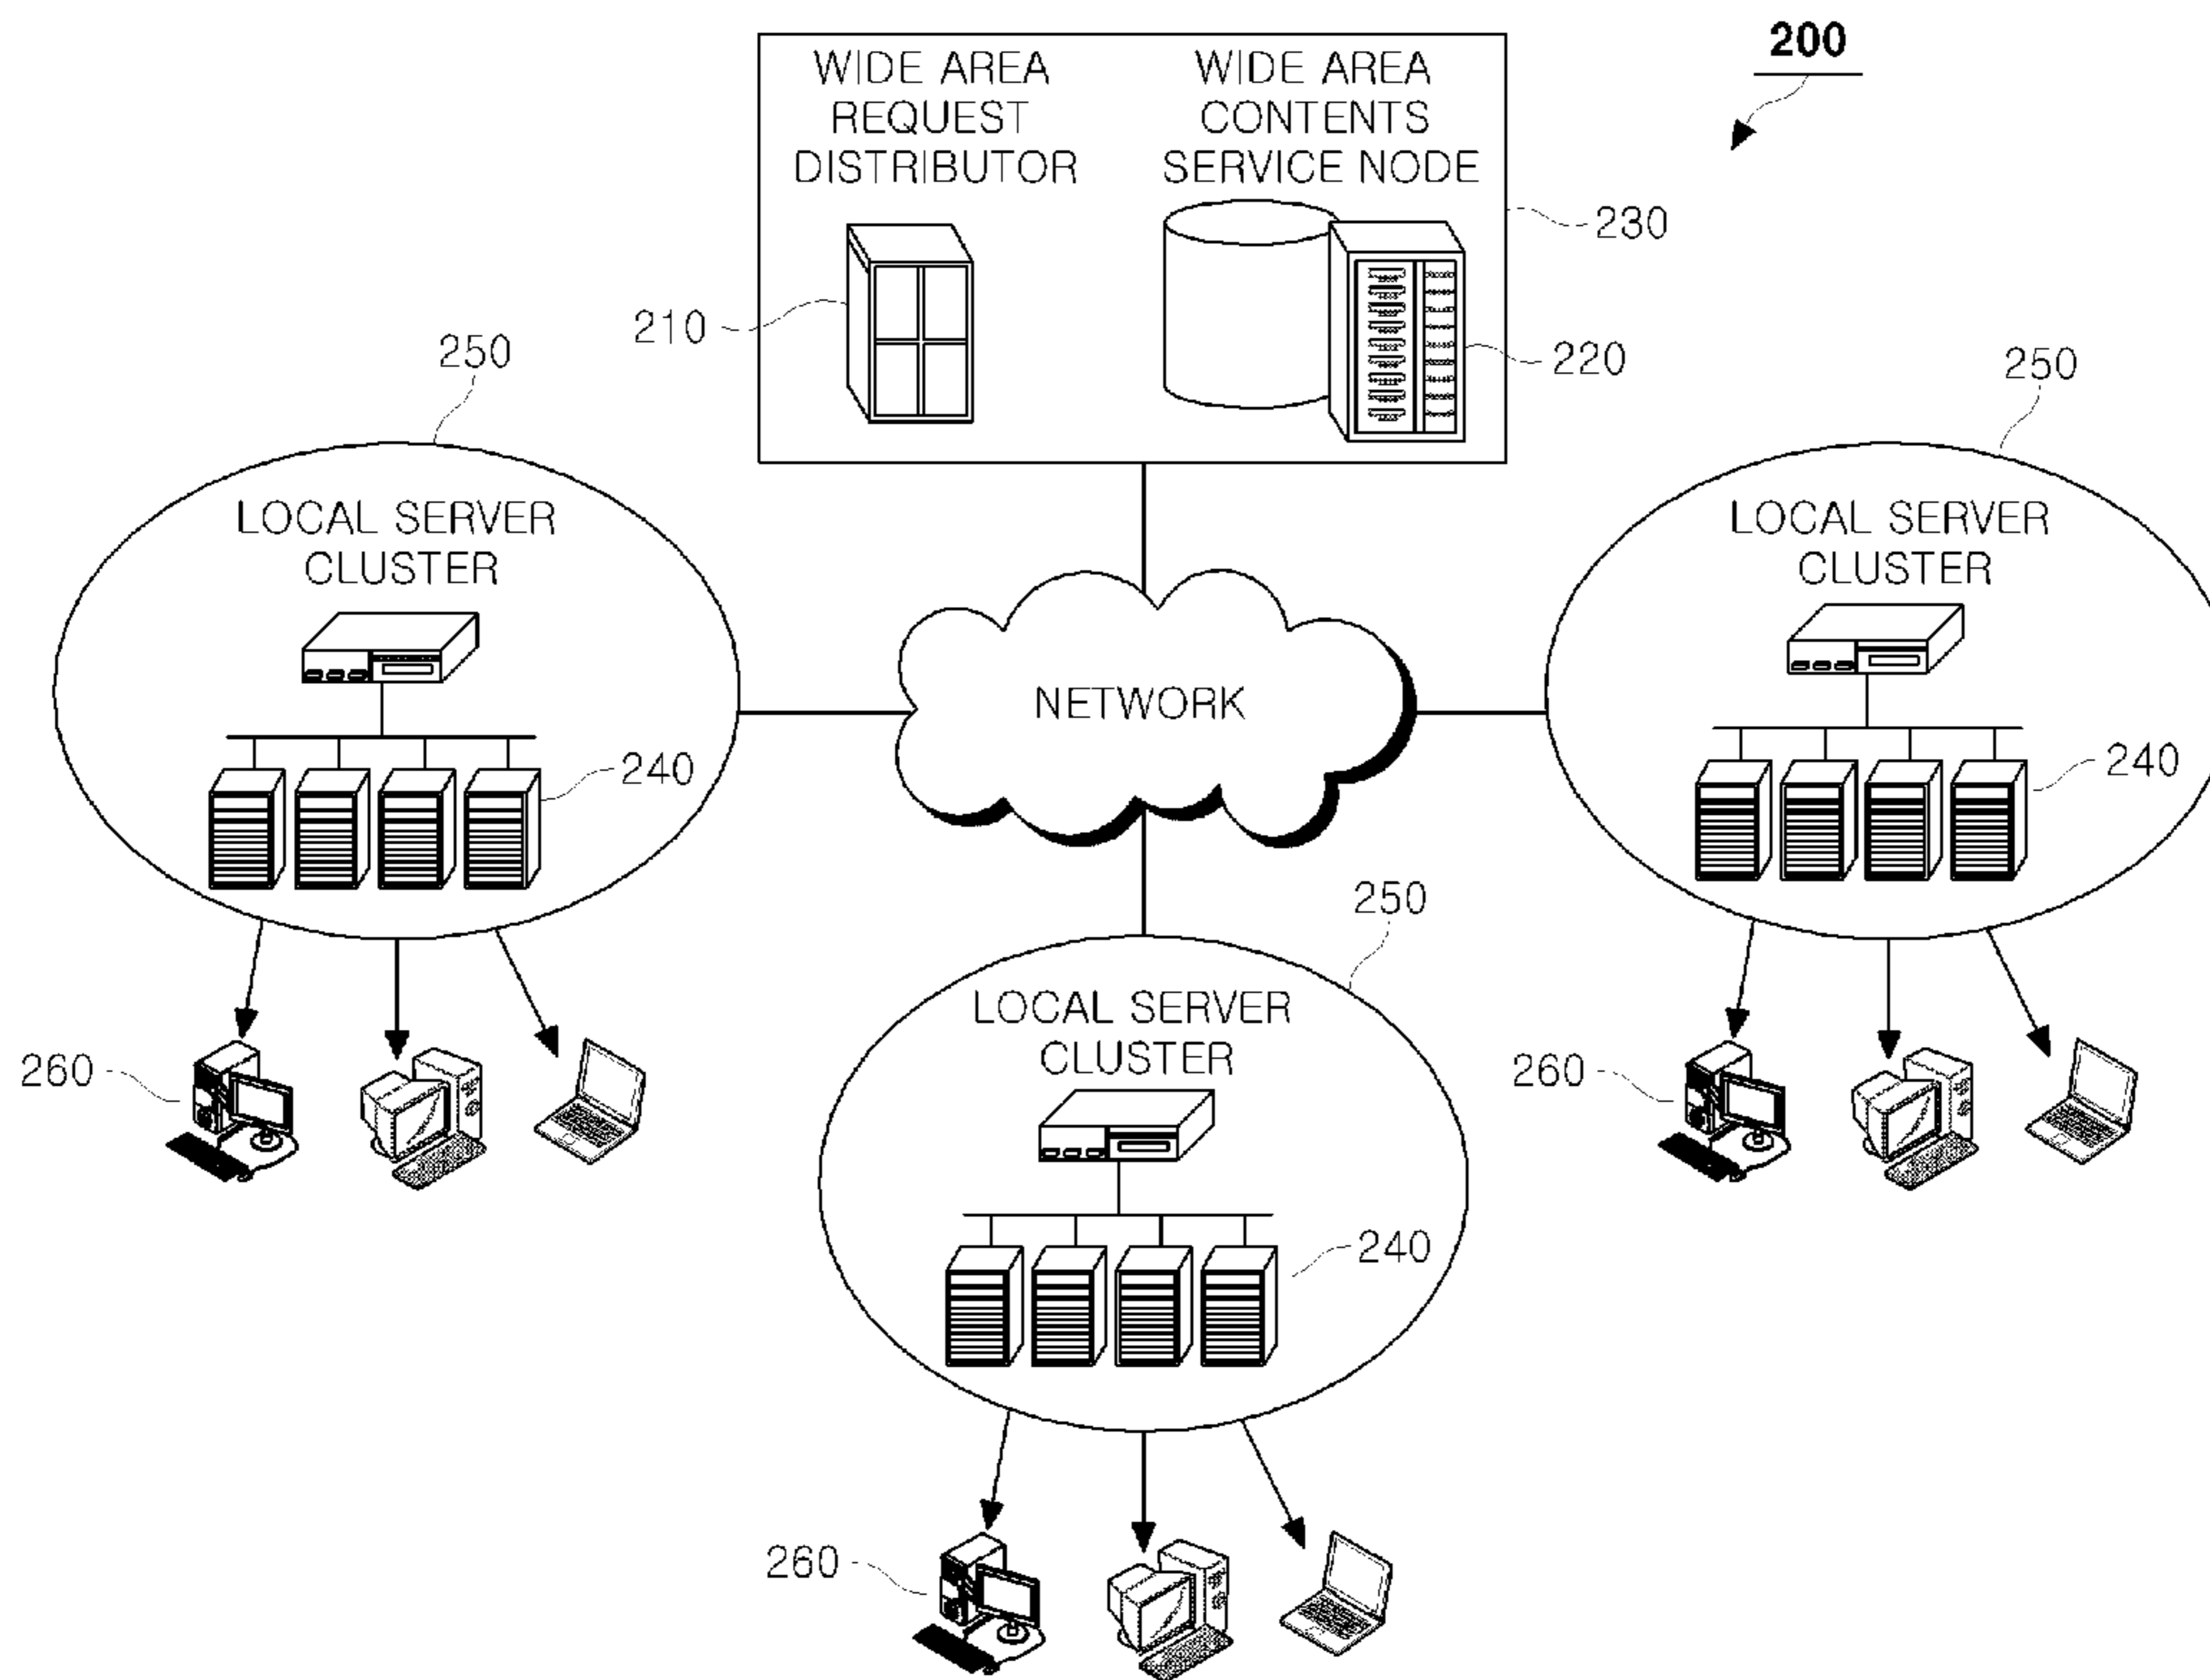 200
WIDE AREA
REQUEST
DISTRIBUTOR
WIDE AREA
CONTENTS
SERVICE NODE
230
210
220
250
250
LOCAL SERVER
CLUSTER
LOCAL SERVER
CLUSTER
NETWORK
240
240
250
LOCAL SERVER
CLUSTER
260
260
240
260